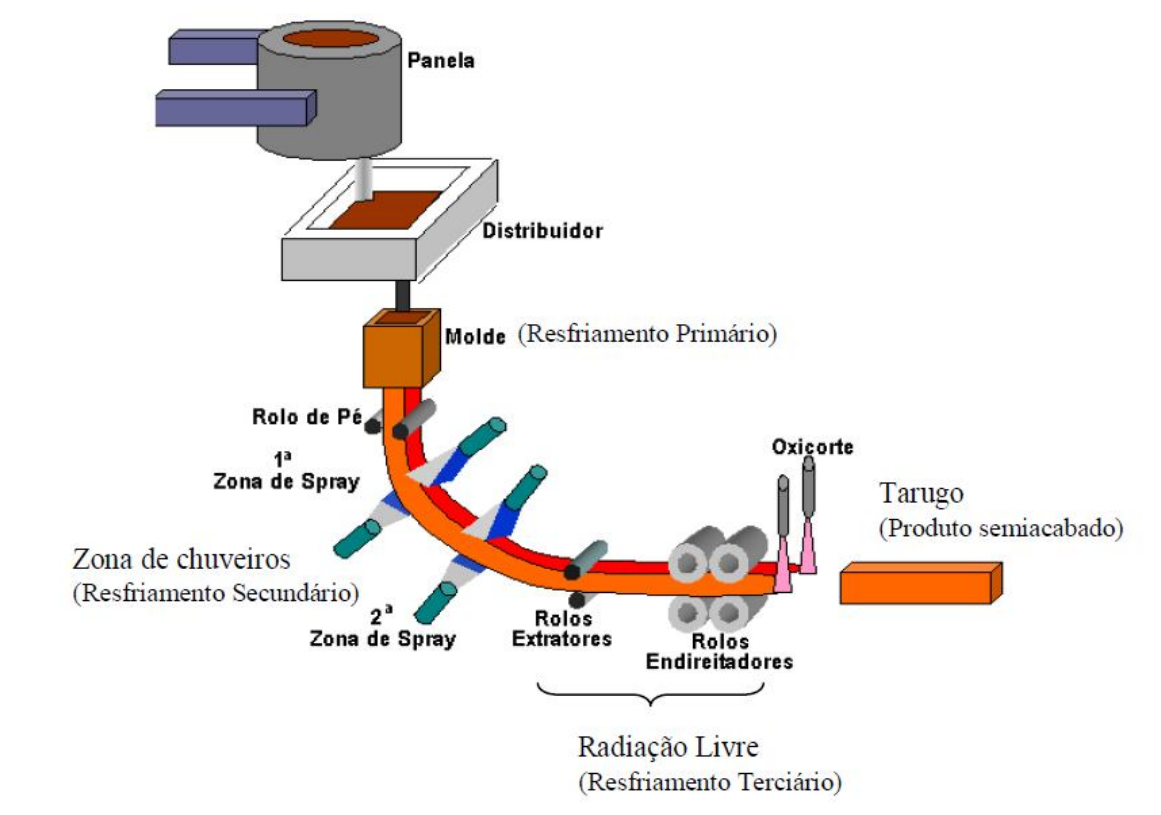 Panela
Distribuidor
Molde (Resfriamento Primário)
Rolo de Pé
1ª
Zona de Spray
Oxicorte
Tarugo
(Produto semiacabado)
Zona de chuveiros
(Resfriamento Secundário)
2ª
Zona de Spray
Rolos
Extratores
Rolos
Endireitadores
Radiação Livre
(Resfriamento Terciário)